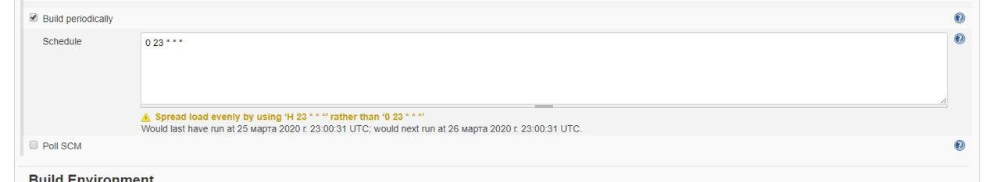 Build periodically
Schedule
0 23 * * *
Spread load evenly by using ‘H 23 * * *’ rather than ‘0 23 * * *’
Would last have run at 25 марта 2020 г. 23:00:31 UTC; would next run at 26 марта 2020 г. 23:00:31 UTC.
Poll SCM
Build Environment